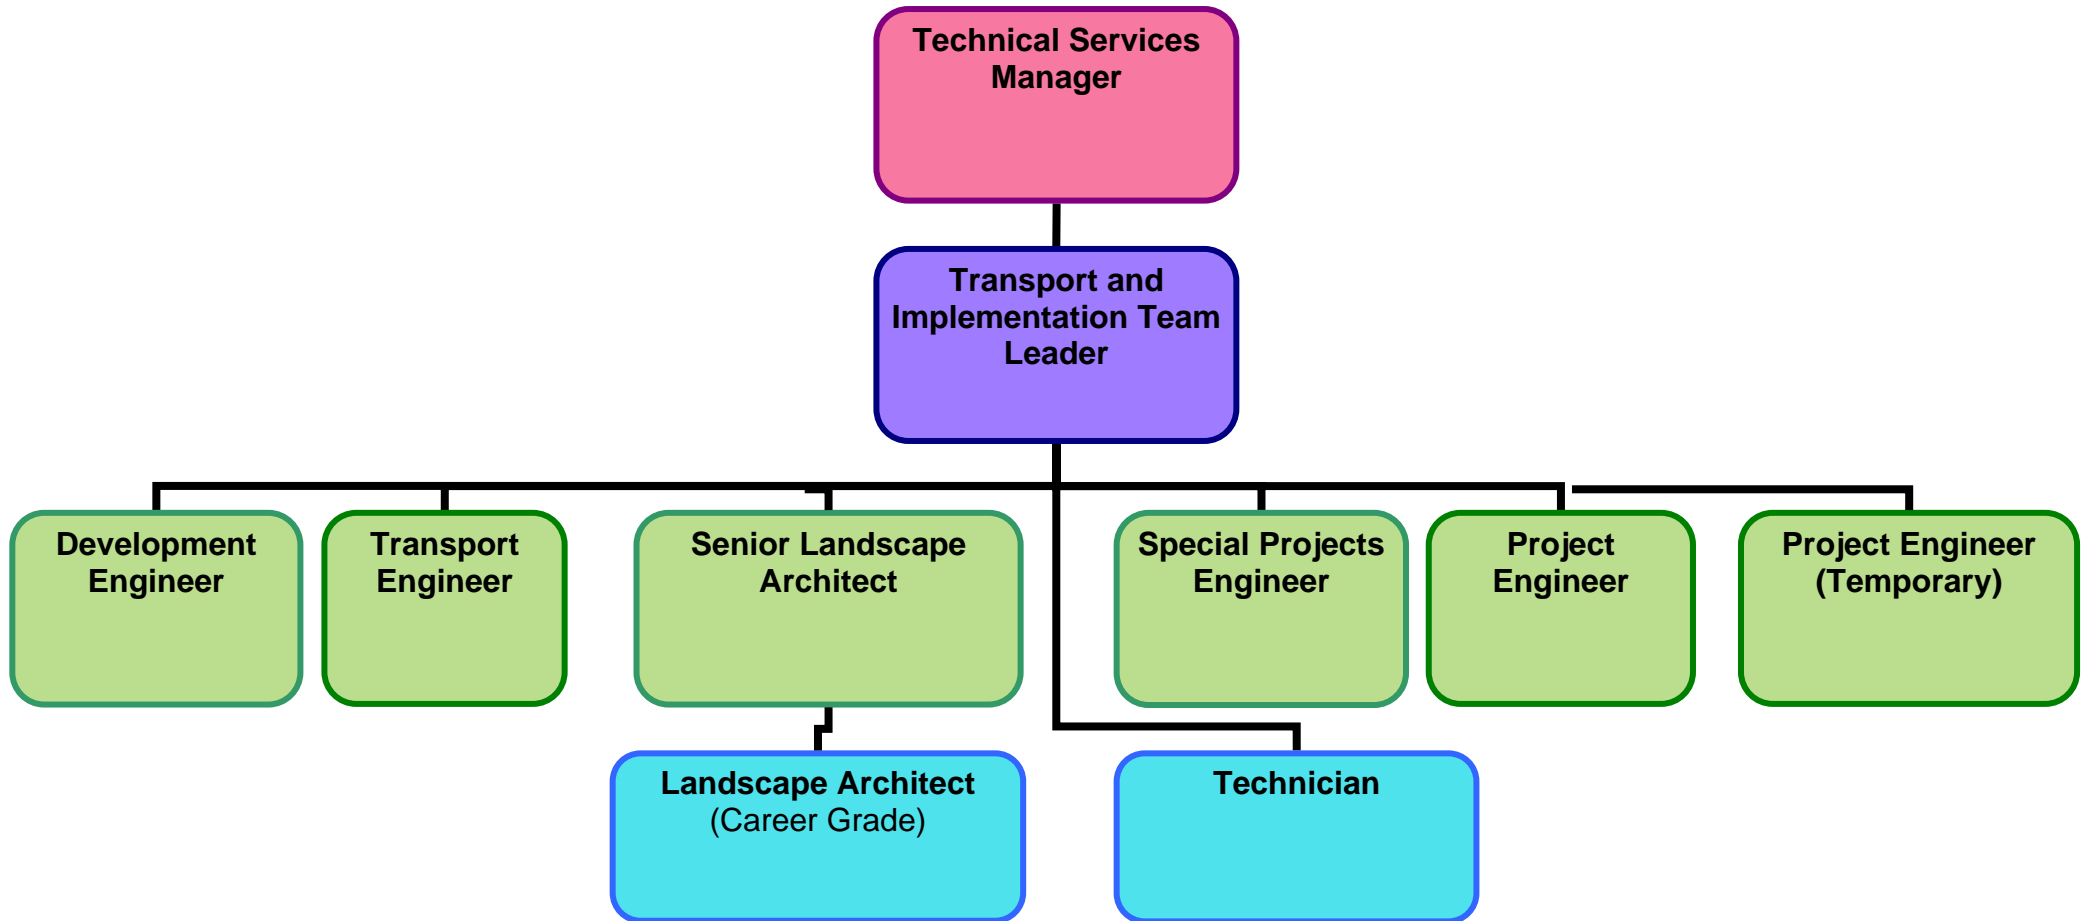 Technical Services
Manager
Transport and
Implementation Team
Leader
Development
Engineer
Transport
Engineer
Senior Landscape
Architect
Special Projects
Engineer
Project
Engineer
Project Engineer
(Temporary)
Landscape Architect
(Career Grade)
Technician